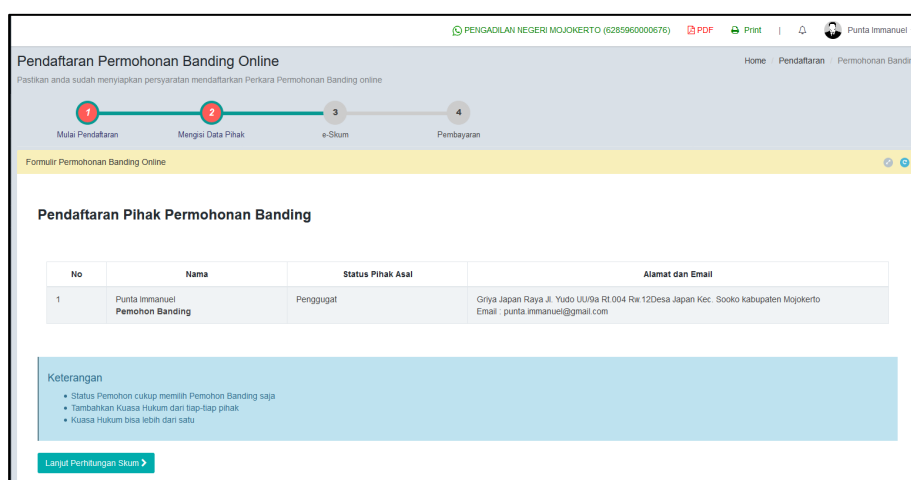 PENGADILAN NEGERI MOJOKERTO (6285960000676) PDF Print | Punta Immanuel
Pendaftaran Permohonan Banding Online
Home / Pendaftaran / Permohonan Bandin
Pastikan anda sudah menyiapkan persyaratan mendaftarkan Perkara Permohonan Banding online
1 2 3 4
Mulai Pendaftaran Mengisi Data Pihak e-Skum Pembayaran
Formulir Permohonan Banding Online
Pendaftaran Pihak Permohonan Banding
No Nama Status Pihak Asal Alamat dan Email
1 Punta Immanuel Penggugat Griya Japan Raya Jl. Yudo UU/9a Rt.004 Rw.12Desa Japan Kec. Sooko kabupaten Mojokerto
Pemohon Banding Email : punta.immanuel@gmail.com
Keterangan
• Status Pemohon cukup memilih Pemohon Banding saja
• Tambahkan Kuasa Hukum dari tiap-tiap pihak
• Kuasa Hukum bisa lebih dari satu
Lanjut Perhitungan Skum